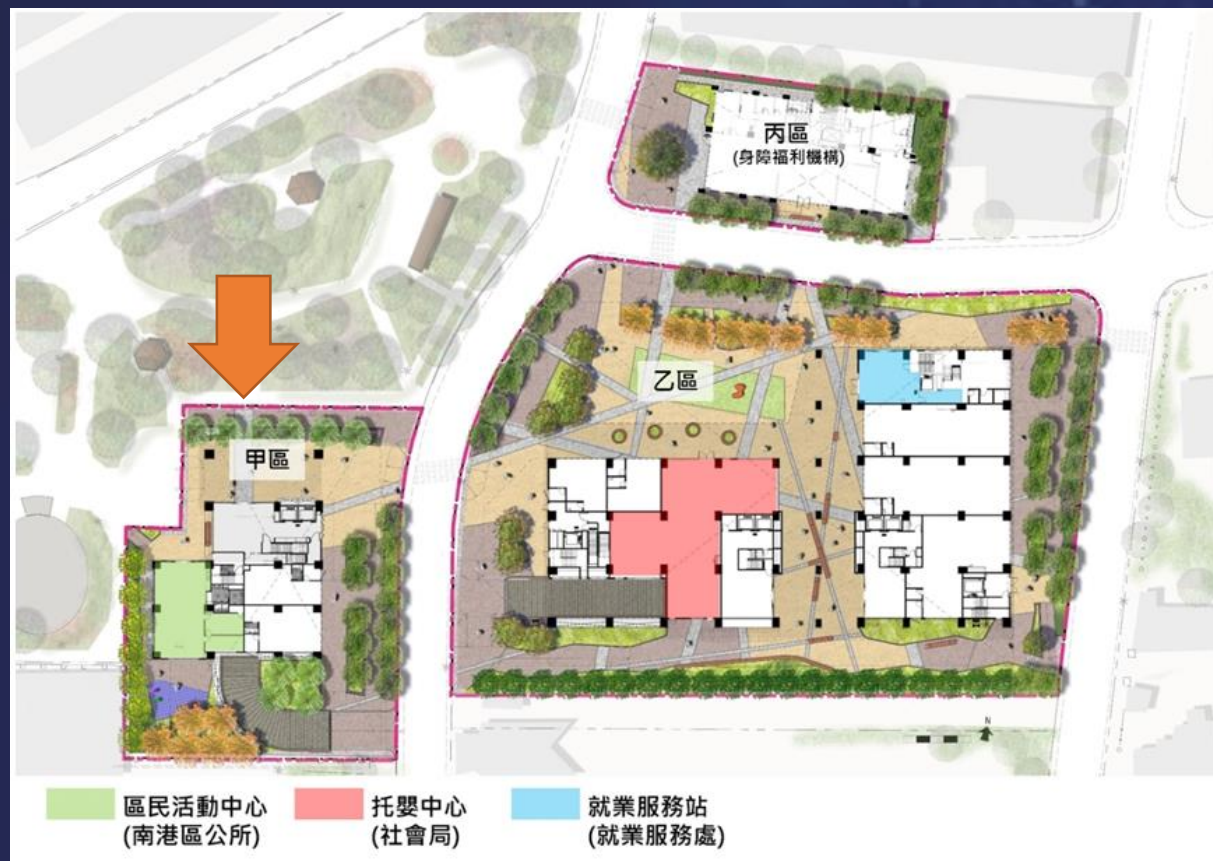 丙區
(身障福利機構)
乙區
甲區
N
區民活動中心
(南港區公所)
托嬰中心
(社會局)
就業服務站
(就業服務處)